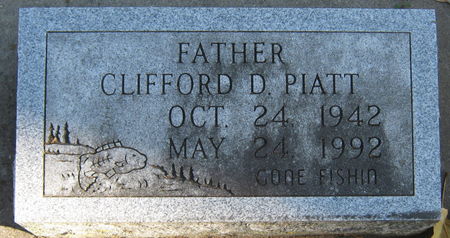 FATHER
CLIFFORD D. PIATT
OCT. 24, 1942
MAY 24, 1992
GONE FISHIN